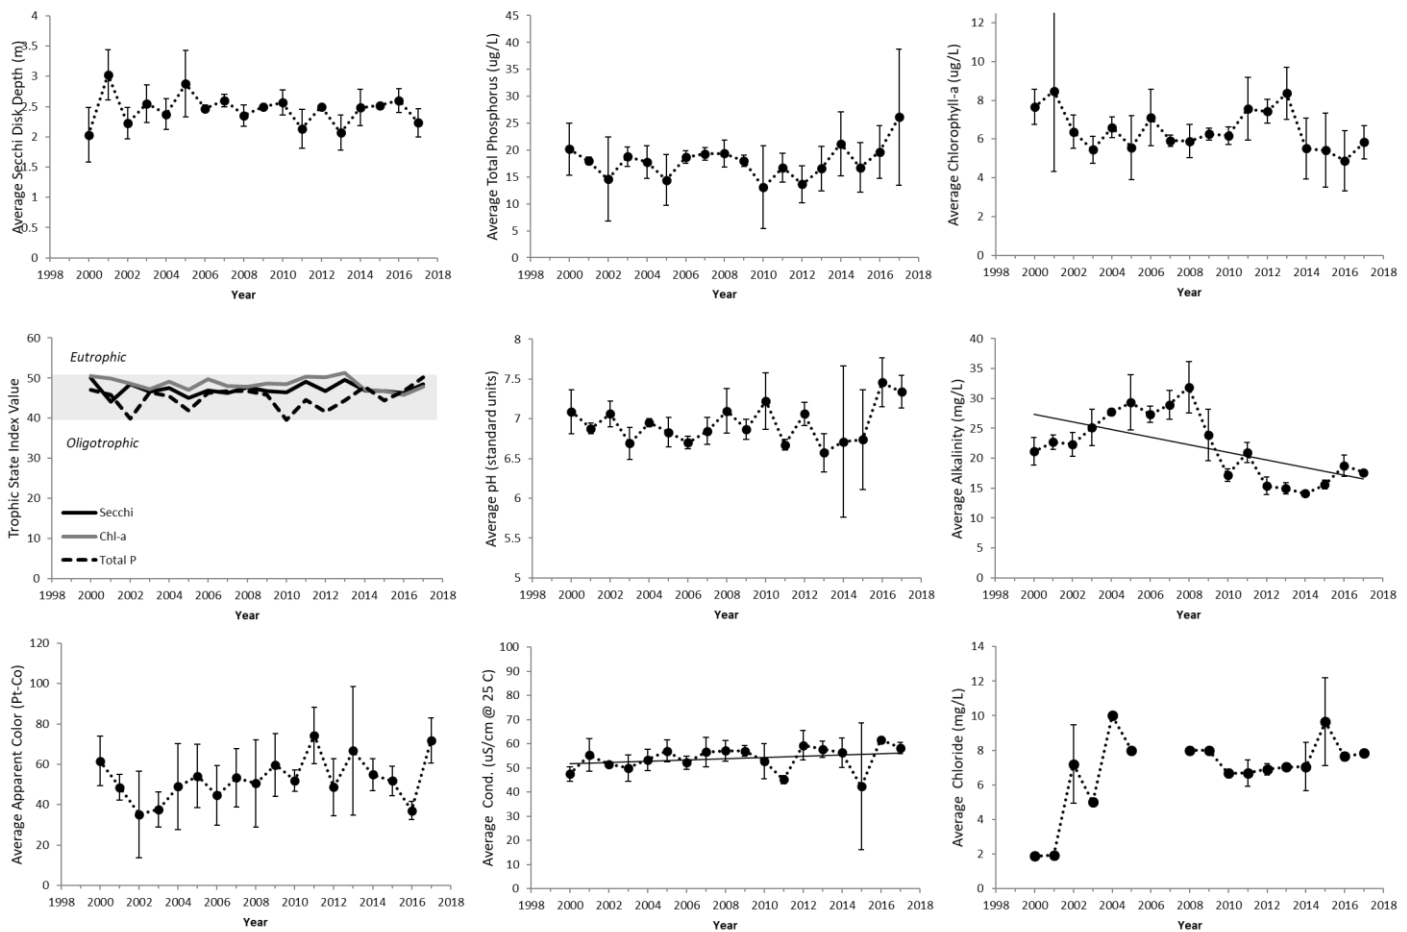 Average Secchi Disk Depth (m)
4
3.5
3
2.5
2
1.5
1
0.5
0
1998 2000 2002 2004 2006 2008 2010 2012 2014 2016 2018
Year
Average Total Phosphorus (ug/L)
45
40
35
30
25
20
15
10
5
0
1998 2000 2002 2004 2006 2008 2010 2012 2014 2016 2018
Year
Average Chlorophyll-a (ug/L)
12
10
8
6
4
2
0
1998 2000 2002 2004 2006 2008 2010 2012 2014 2016 2018
Year
Trophic State Index Value
60
50
40
30
20
10
0
Eutrophic
Oligotrophic
Secchi
Chl-a
Total P
1998 2000 2002 2004 2006 2008 2010 2012 2014 2016 2018
Year
Average pH (standard units)
8
7.5
7
6.5
6
5.5
5
1998 2000 2002 2004 2006 2008 2010 2012 2014 2016 2018
Year
Average Alkalinity (mg/L)
40
35
30
25
20
15
10
5
0
1998 2000 2002 2004 2006 2008 2010 2012 2014 2016 2018
Year
Average Apparent Color (Pt-Co)
120
100
80
60
40
20
0
1998 2000 2002 2004 2006 2008 2010 2012 2014 2016 2018
Year
Average Cond. (uS/cm @ 25 C)
100
90
80
70
60
50
40
30
20
10
0
1998 2000 2002 2004 2006 2008 2010 2012 2014 2016 2018
Year
Average Chloride (mg/L)
14
12
10
8
6
4
2
0
1998 2000 2002 2004 2006 2008 2010 2012 2014 2016 2018
Year